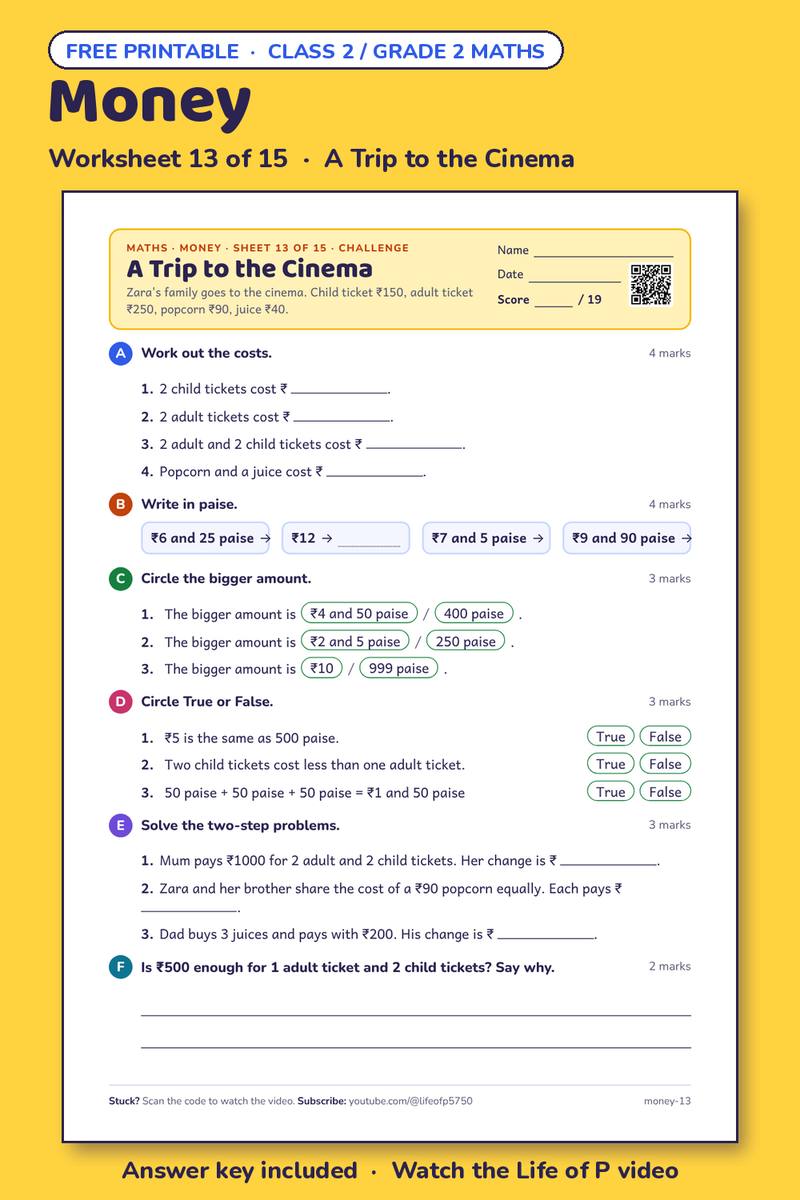 FREE PRINTABLE · CLASS 2 / GRADE 2 MATHS
Money
Worksheet 13 of 15 · A Trip to the Cinema
MATHS · MONEY · SHEET 13 OF 15 · CHALLENGE
A Trip to the Cinema
Zara's family goes to the cinema. Child ticket ₹150, adult ticket
₹250, popcorn ₹90, juice ₹40.
Name ____________
Date ____________
Score _____ / 19
A Work out the costs. 4 marks
1. 2 child tickets cost ₹ ____________.
2. 2 adult tickets cost ₹ ____________.
3. 2 adult and 2 child tickets cost ₹ ____________.
4. Popcorn and a juice cost ₹ ____________.
B Write in paise. 4 marks
₹6 and 25 paise → ₹12 → ________ ₹7 and 5 paise → ₹9 and 90 paise →
C Circle the bigger amount. 3 marks
1. The bigger amount is ₹4 and 50 paise / 400 paise .
2. The bigger amount is ₹2 and 5 paise / 250 paise .
3. The bigger amount is ₹10 / 999 paise .
D Circle True or False. 3 marks
1. ₹5 is the same as 500 paise. True False
2. Two child tickets cost less than one adult ticket. True False
3. 50 paise + 50 paise + 50 paise = ₹1 and 50 paise True False
E Solve the two-step problems. 3 marks
1. Mum pays ₹1000 for 2 adult and 2 child tickets. Her change is ₹ ____________.
2. Zara and her brother share the cost of a ₹90 popcorn equally. Each pays ₹
____________.
3. Dad buys 3 juices and pays with ₹200. His change is ₹ ____________.
F Is ₹500 enough for 1 adult ticket and 2 child tickets? Say why. 2 marks
Stuck? Scan the code to watch the video. Subscribe: youtube.com/@lifeofp5750 money-13
Answer key included · Watch the Life of P video